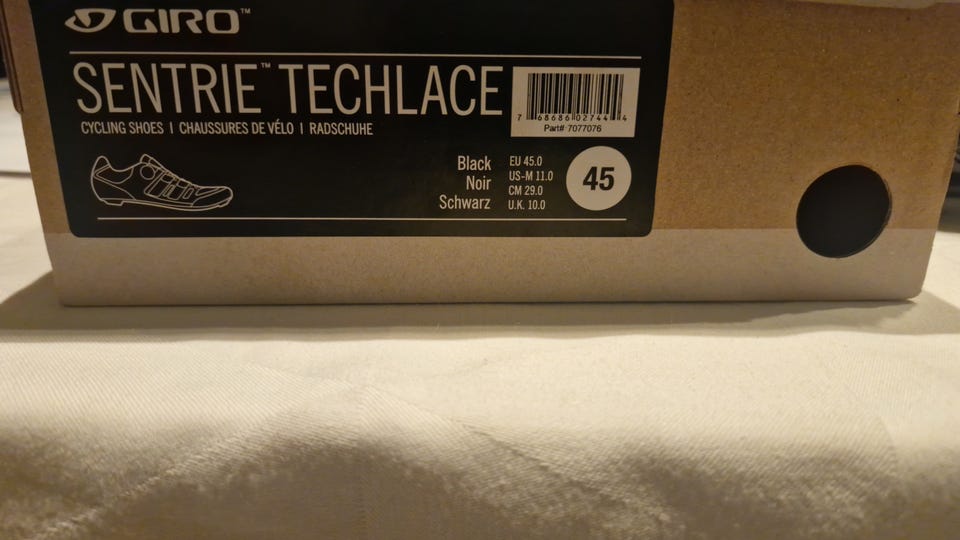 GIRO™
SENTRIE™ TECHLACE
CYCLING SHOES | CHAUSSURES DE VÉLO | RADSCHUHE
7 68686 02744 4
Part# 7077076
Black
Noir
Schwarz
EU 45.0
US-M 11.0
CM 29.0
U.K. 10.0
45